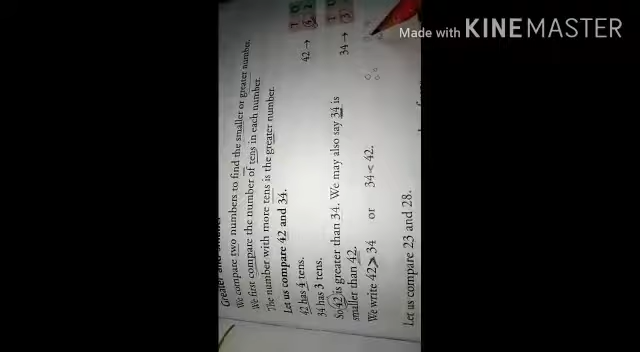 Made with KINEMASTER
Greater and Smaller
We compare two numbers to find the smaller or greater number.
We first compare the number of tens in each number.
The number with more tens is the greater number.
Let us compare 42 and 34.
42 has 4 tens.
34 has 3 tens.
So 42 is greater than 34. We may also say 34 is
smaller than 42.
We write 42 > 34 or 34 < 42.
Let us compare 23 and 28.
42 →
T O
34 →
T O
3